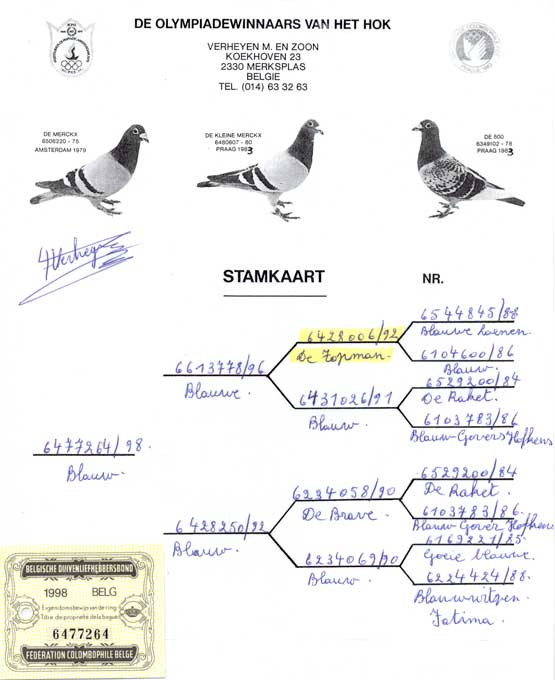 DE OLYMPIADEWINNAARS VAN HET HOK
VERHEYEN M. EN ZOON
KOEKHOVEN 23
2330 MERKSPLAS
BELGIE
TEL. (014) 63 32 63
DE MERCKX
6506220 - 75
AMSTERDAM 1979
DE KLEINE MERCKX
6480607 - 80
PRAAG 1983
DE 500
6349102 - 78
PRAAG 1983
STAMKAART
NR.
6544845/88
Blauwe Loenen
6428006/92
De Topman.
6104600/86
Blauw.
6613778/96
Blauwe
6529200/84
De Raket
6431026/91
Blauw.
6103783/86
Blauw Govers Hofkens
6477264/98.
Blauw.
6529200/84
De Raket.
6234058/90
De Brave.
6103783/86.
Blauw Gover Hofkens
6428250/92
Blauw.
6169221/85.
Goeie blauwe.
6234069/90
Blauw.
6224424/88.
Blauwwitpen
Fatima.
BELGISCHE DUIVENLIEFHEBBERSBOND
1998 BELG
Eigendomsbewijs van de ring
Titre de propriété de la bague
6477264
FÉDÉRATION COLOMBOPHILE BELGE